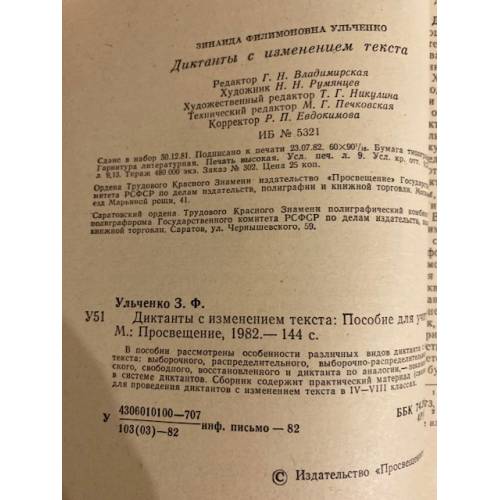 ЗИНАИДА ФИЛИМОНОВНА УЛЬЧЕНКО
Диктанты с изменением текста
Редактор Г. Н. Владимирская
Художник Н. Н. Румянцев
Художественный редактор Т. Г. Никулина
Технический редактор М. Г. Печковская
Корректор Р. П. Евдокимова
ИБ № 5321
Сдано в набор 30.12.81. Подписано к печати 23.07.82. 60×90 Бумага
Гарнитура литературная. Печать высокая. Усл. печ. л. 9. Усл. кр. отт.
л 9,13. Тираж 480 000 экз. Заказ № 302. Цена 25 коп.
Ордена Трудового Красного Знамени издательство «Просвещение»
митета РСФСР по делам издательств, полиграфии и книжной торговли.
езд Марьиной рощи, 41.
Саратовский ордена Трудового Красного Знамени полиграфический
полиграфпрома Государственного комитета РСФСР по делам издательств,
книжной торговли. Саратов, ул. Чернышевского, 59.
Ульченко З. Ф.
У51 Диктанты с изменением текста: Пособие для
М.: Просвещение, 1982.— 144 с.
В пособии рассмотрены особенности различных видов диктанта
текста: выборочного, распределительного, выборочно-распределительного
ского, свободного, восстановленного и диктанта по аналогии,
в системе диктантов. Сборник содержит практический материал
для проведения диктантов с изменением текста в IV—VIII классах.
У 4306010100—707
103(03)—82 инф. письмо — 82
ББК
© Издательство